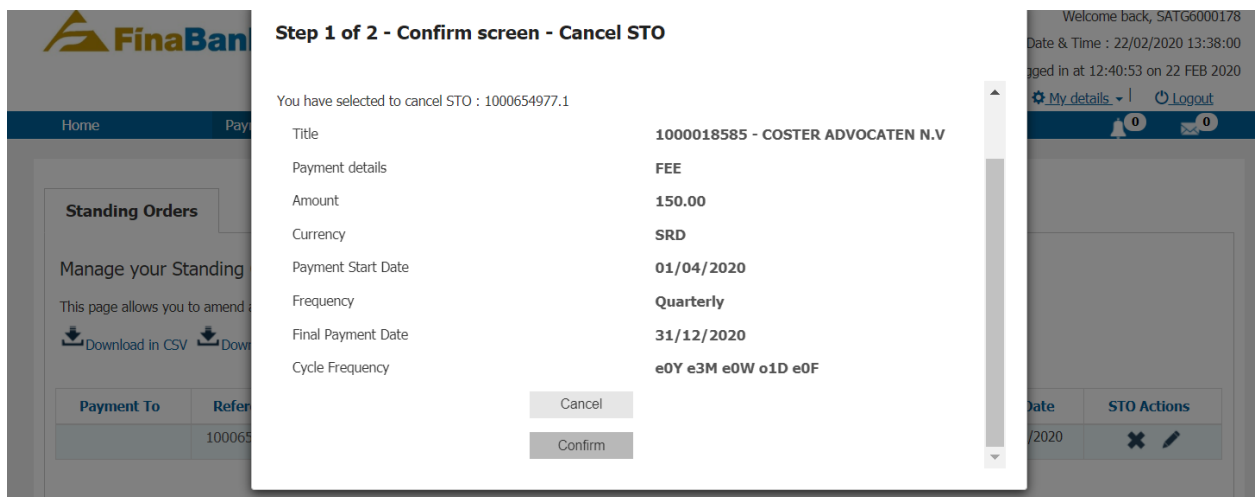 FinaBan
Step 1 of 2 - Confirm screen - Cancel STO
Welcome back, SATG6000178
Date & Time : 22/02/2020 13:38:00
gged in at 12:40:53 on 22 FEB 2020
My details
|
Logout
You have selected to cancel STO : 1000654977.1
Home
Pay
0
0
Title 1000018585 - COSTER ADVOCATEN N.V
Payment details FEE
Amount 150.00
Currency SRD
Payment Start Date 01/04/2020
Frequency Quarterly
Final Payment Date 31/12/2020
Cycle Frequency e0Y e3M e0W o1D e0F
Cancel
Confirm
Standing Orders
Manage your Standing
This page allows you to amend
Download in CSV Dow
Payment To Refer Date STO Actions
100065 /2020